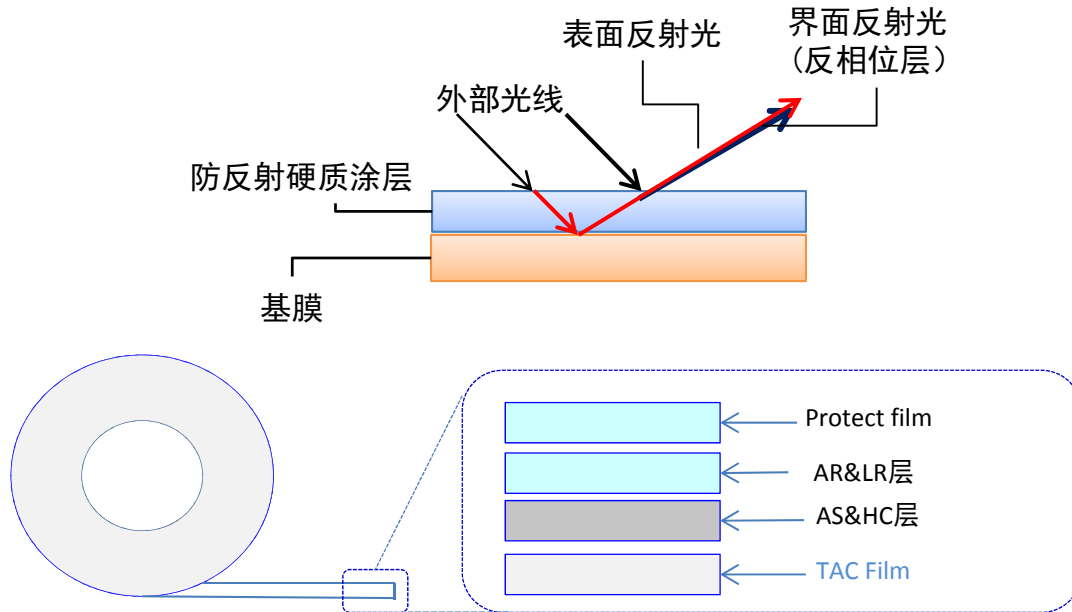 表面反射光
界面反射光
（反相位层）
外部光线
防反射硬质涂层
基膜
Protect film
AR&LR层
AS&HC层
TAC Film